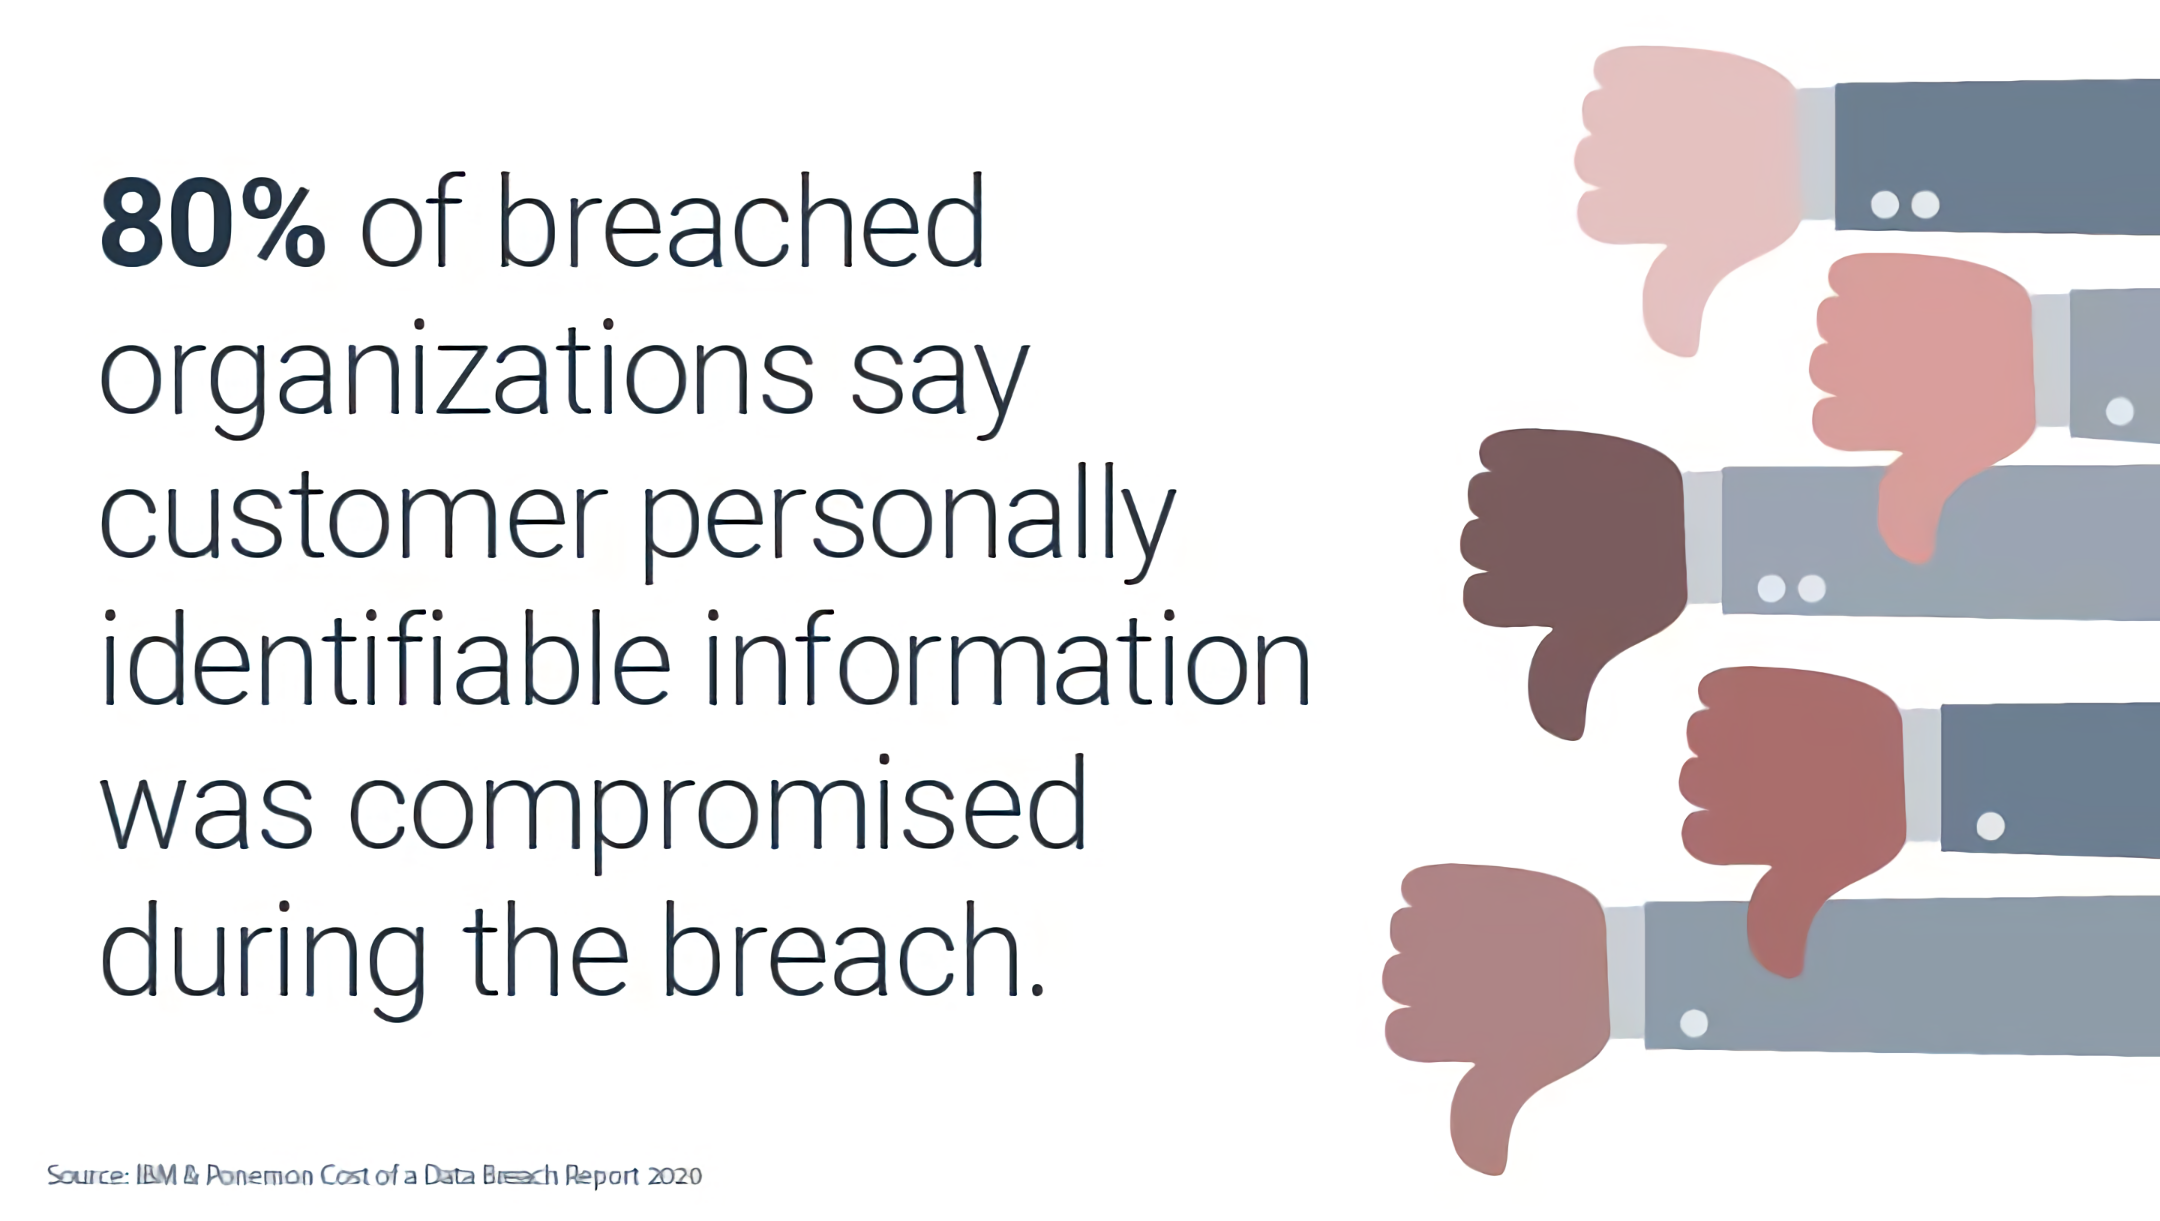 80% of breached
organizations say
customer personally
identifiable information
was compromised
during the breach.
Source: IBM & Ponemon Cost of a Data Breach Report 2020